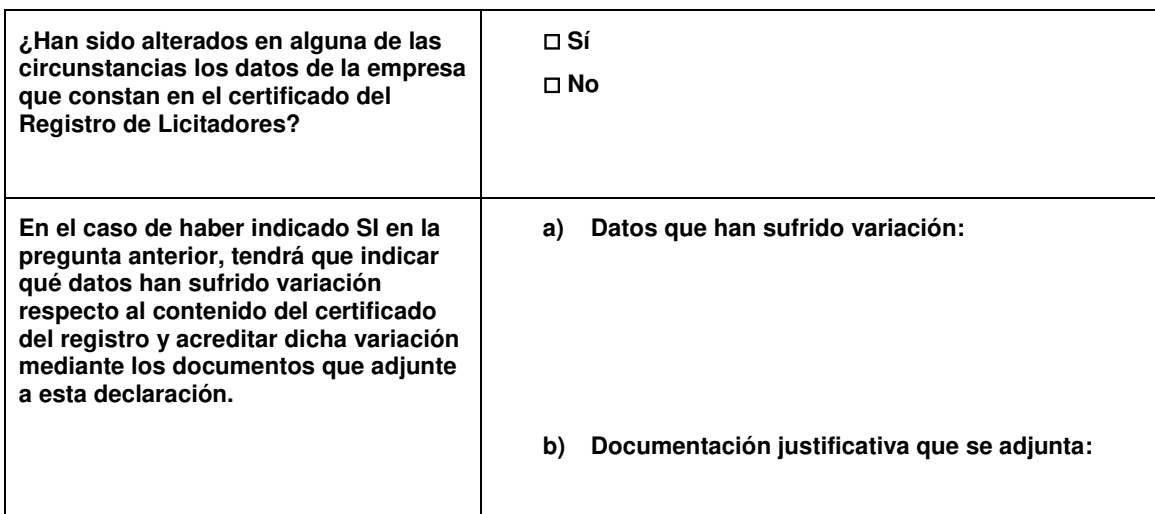 ¿Han sido alterados en alguna de las
circunstancias los datos de la empresa
que constan en el certificado del
Registro de Licitadores?
□ Sí
□ No
En el caso de haber indicado SI en la
pregunta anterior, tendrá que indicar
qué datos han sufrido variación
respecto al contenido del certificado
del registro y acreditar dicha variación
mediante los documentos que adjunte
a esta declaración.
a) Datos que han sufrido variación:
b) Documentación justificativa que se adjunta: